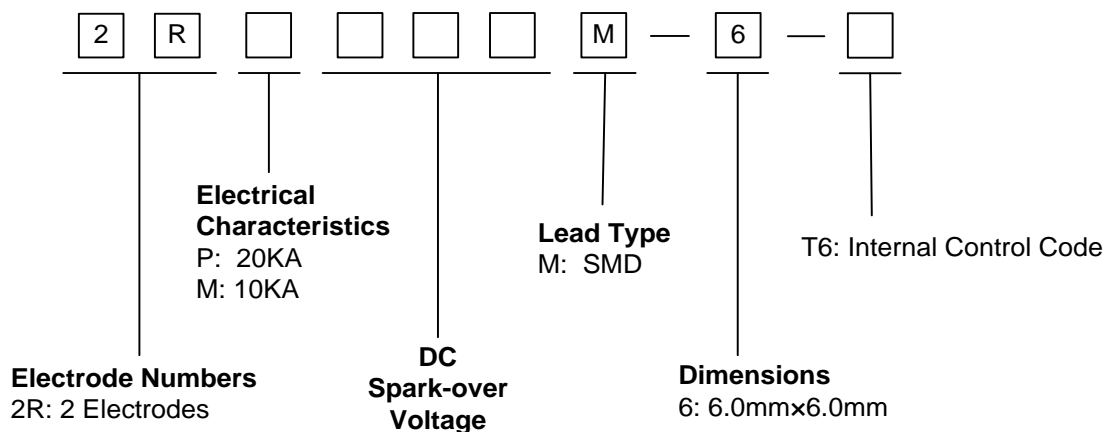 2 R M — 6 —
Electrical
Characteristics
P: 20KA
M: 10KA
Lead Type
M: SMD
T6: Internal Control Code
Electrode Numbers
2R: 2 Electrodes
DC
Spark-over
Voltage
Dimensions
6: 6.0mm×6.0mm